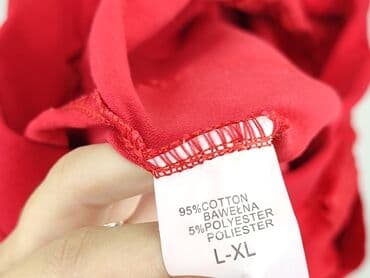 95%COTTON
BAWEŁNA
5%POLYESTER
POLIESTER
L-XL